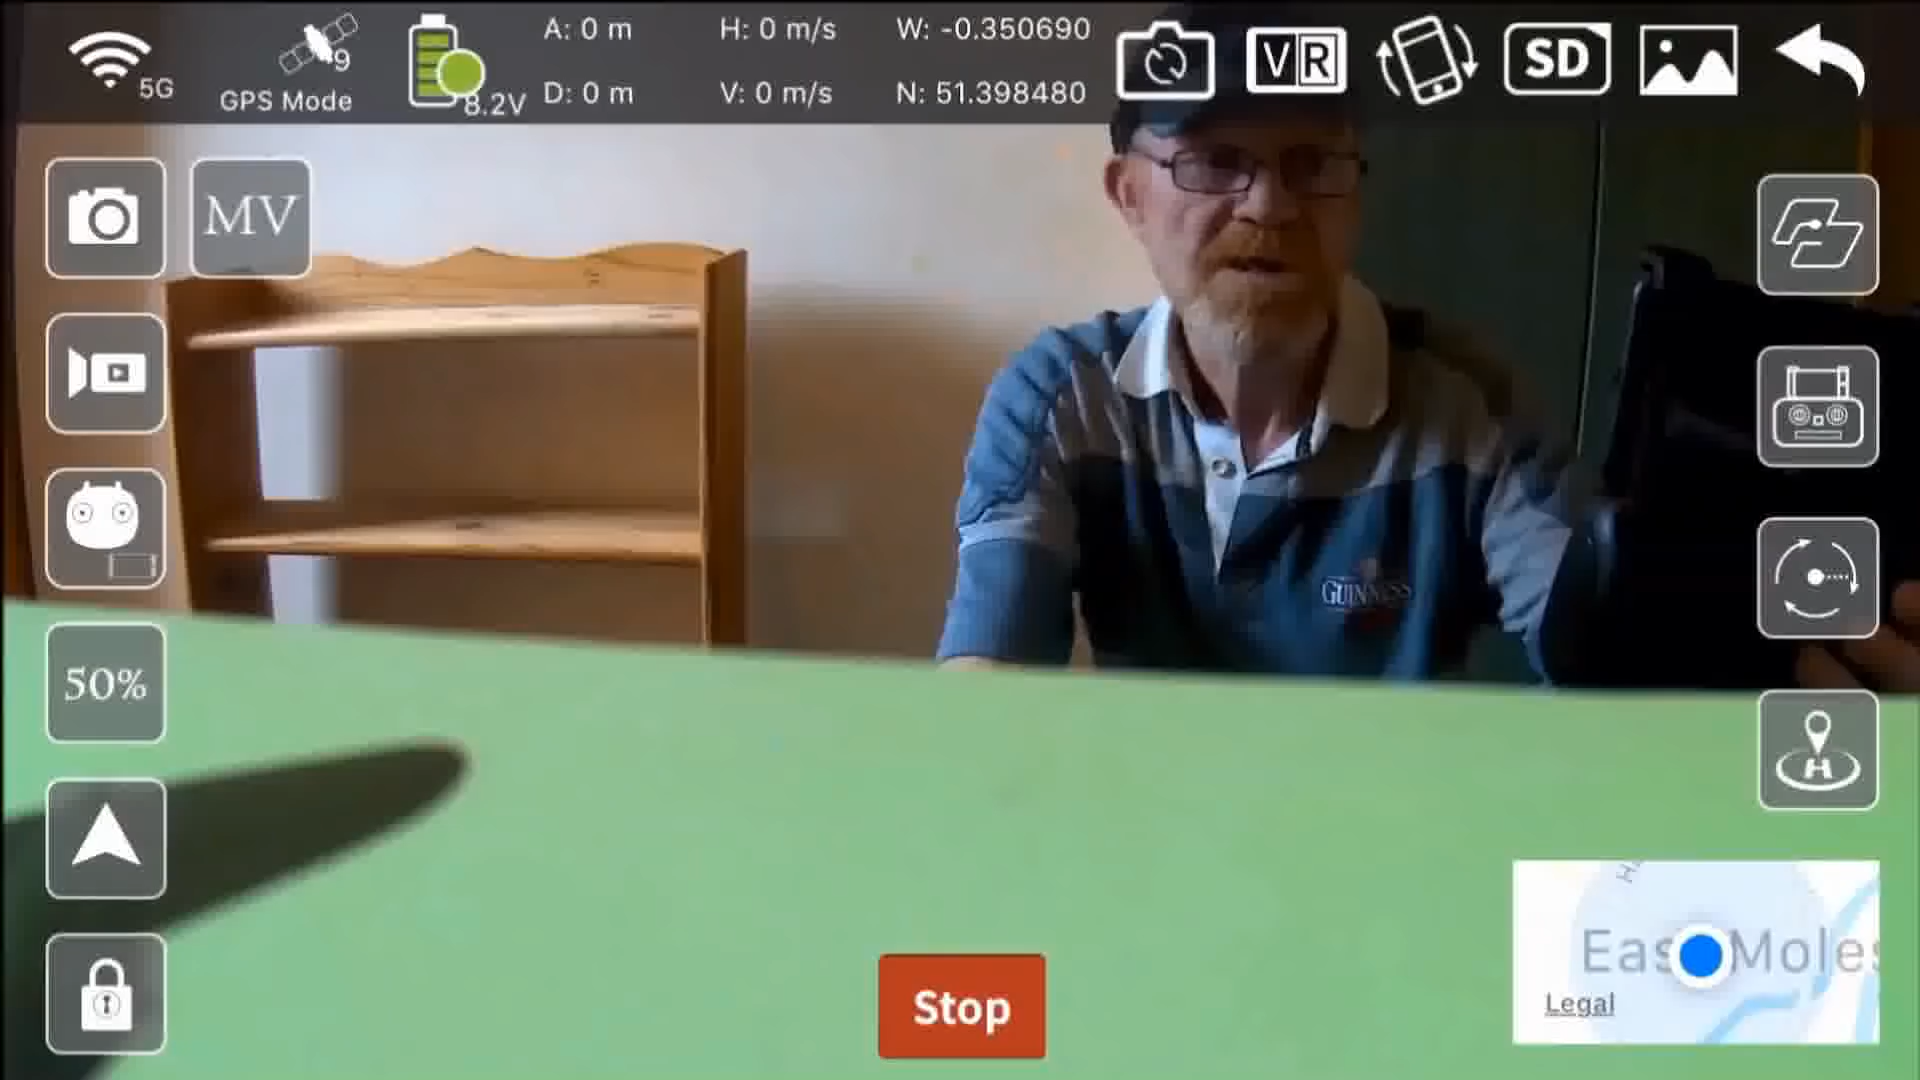 5G
9
GPS Mode
8.2V
A: 0 m
H: 0 m/s
W: -0.350690
D: 0 m
V: 0 m/s
N: 51.398480
VR
SD
MV
GUINNESS
50%
H
Eas Moles
Legal
Stop